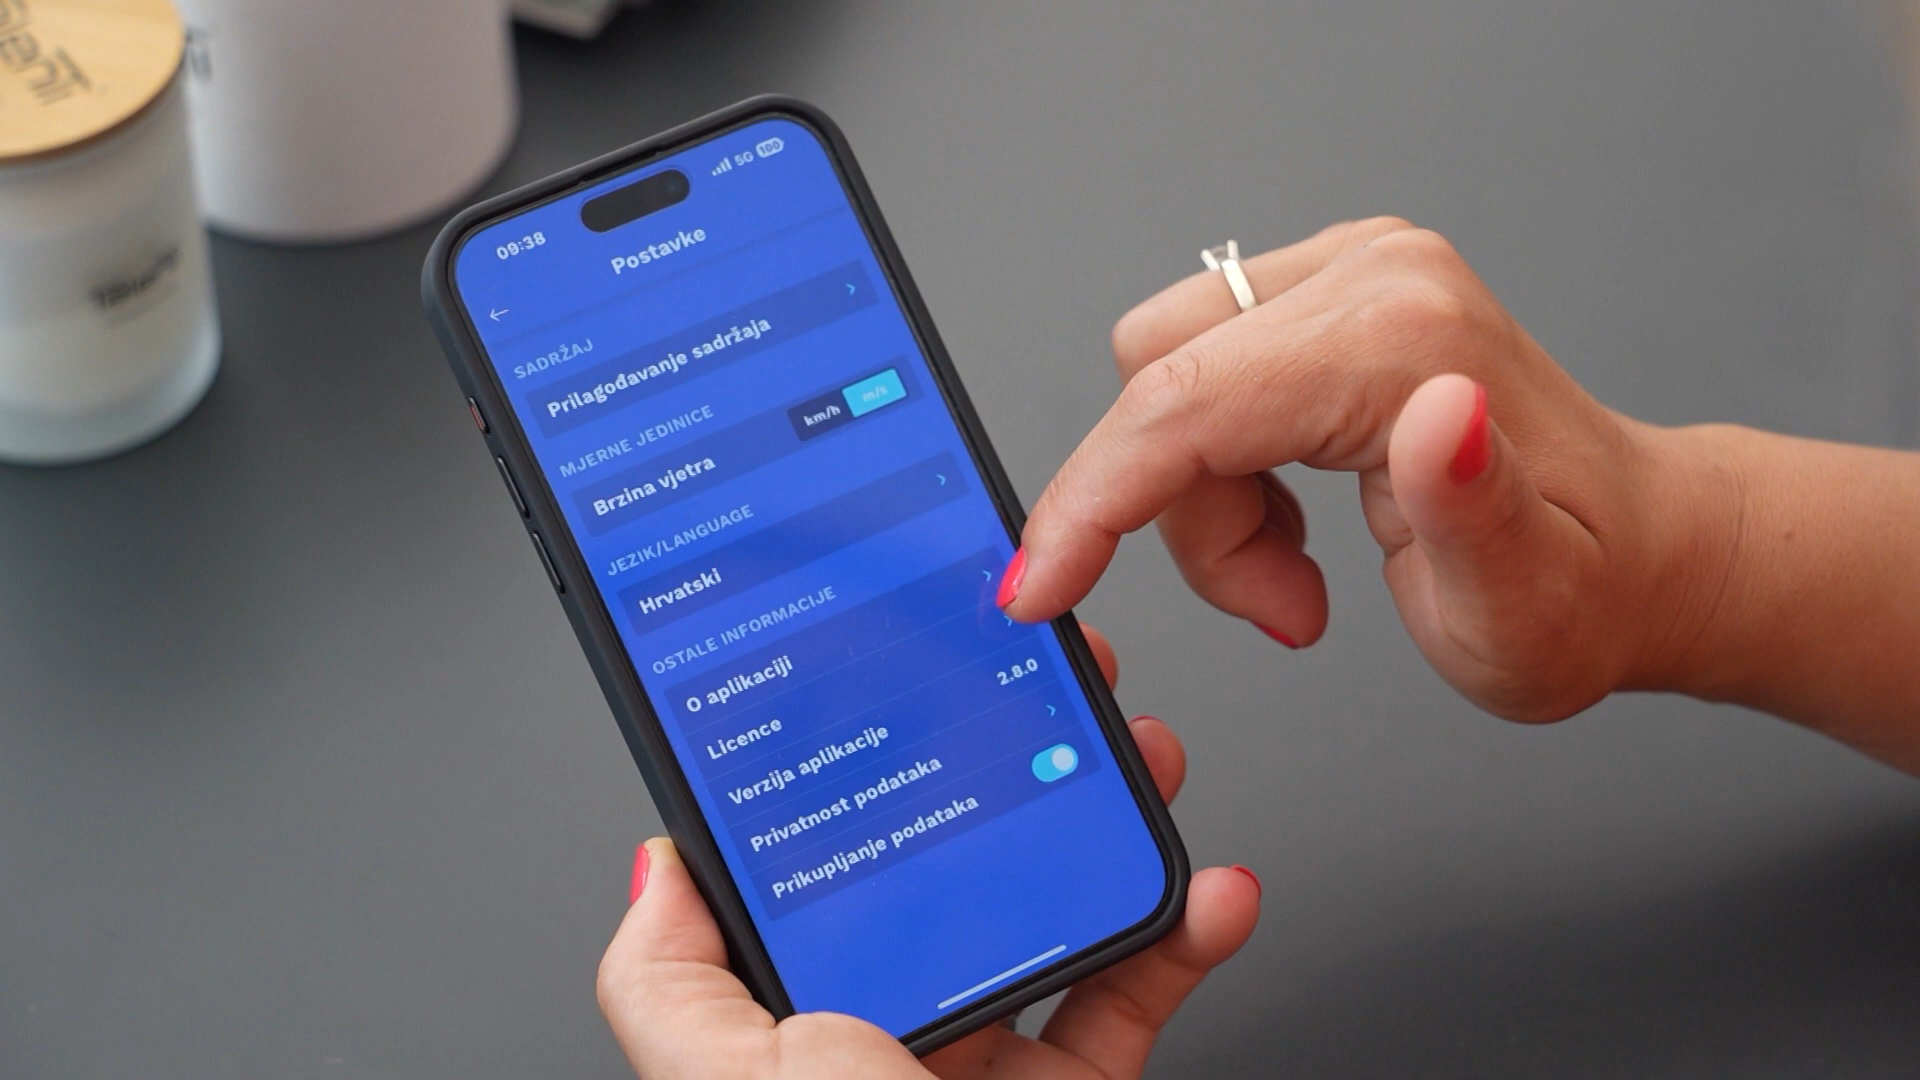 09:38
5G 100
Postavke
SADRŽAJ
Prilagođavanje sadržaja
MJERNE JEDINICE
Brzina vjetra km/h m/s
JEZIK/LANGUAGE
Hrvatski
OSTALE INFORMACIJE
O aplikaciji
Licence
Verzija aplikacije 2.8.0
Privatnost podataka
Prikupljanje podataka